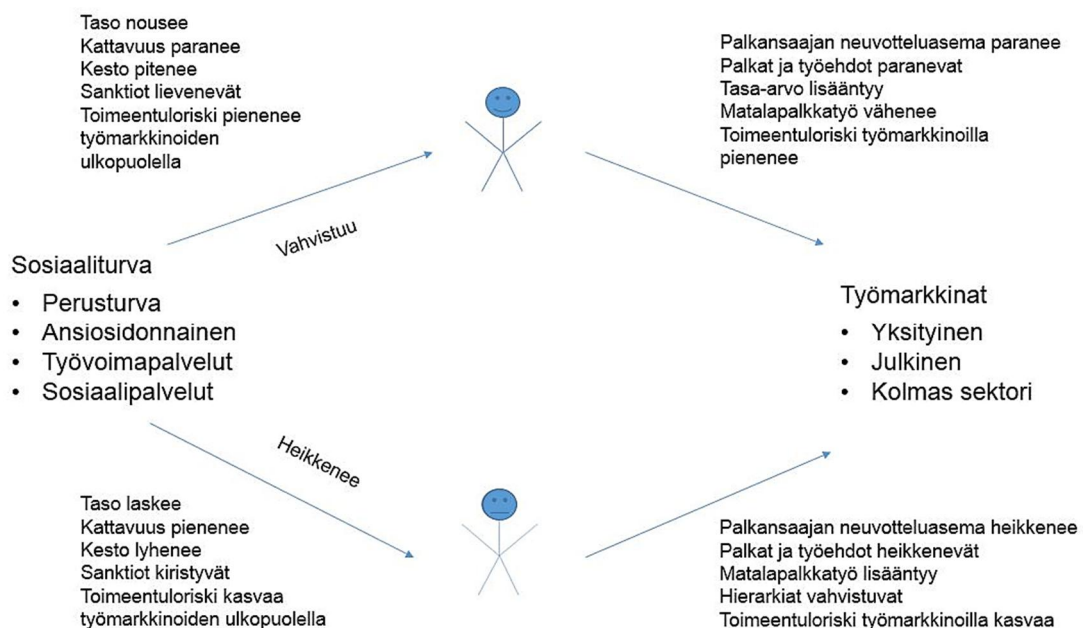 Taso nousee
Kattavuus paranee
Kesto pitenee
Sanktiot lievenevät
Toimeentuloriski pienenee
työmarkkinoiden
ulkopuolella
Palkansaajan neuvotteluasema paranee
Palkat ja työehdot paranevat
Tasa-arvo lisääntyy
Matalapalkkatyö vähenee
Toimeentuloriski työmarkkinoilla
pienenee
Vahvistuu
Sosiaaliturva
• Perusturva
• Ansiosidonnainen
• Työvoimapalvelut
• Sosiaalipalvelut
Työmarkkinat
• Yksityinen
• Julkinen
• Kolmas sektori
Heikkenee
Taso laskee
Kattavuus pienenee
Kesto lyhenee
Sanktiot kiristyvät
Toimeentuloriski kasvaa
työmarkkinoiden ulkopuolella
Palkansaajan neuvotteluasema heikkenee
Palkat ja työehdot heikkenevät
Matalapalkkatyö lisääntyy
Hierarkiat vahvistuvat
Toimeentuloriski työmarkkinoilla kasvaa